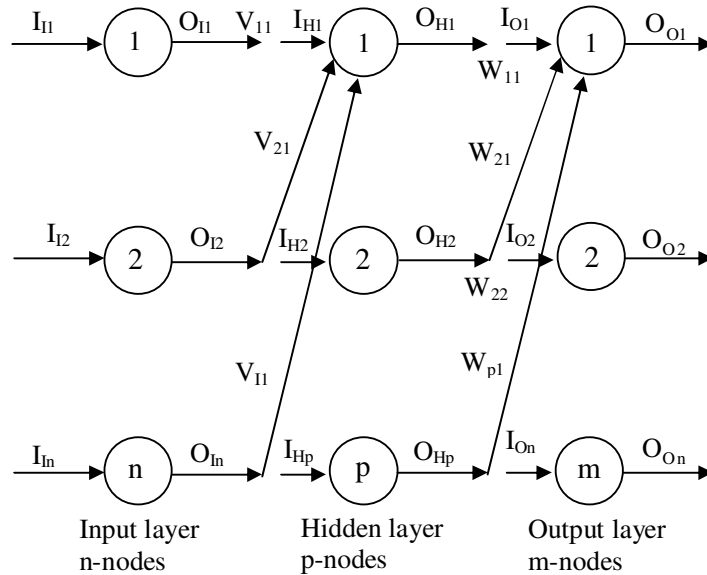 I_I1 1 O_I1 V_11 I_H1 1 O_H1 I_O1 1 O_O1
W_11
V_21 W_21
I_I2 2 O_I2 I_H2 2 O_H2 I_O2 2 O_O2
W_22
V_I1 W_p1
I_In n O_In I_Hp p O_Hp I_On m O_On
Input layer Hidden layer Output layer
n-nodes p-nodes m-nodes